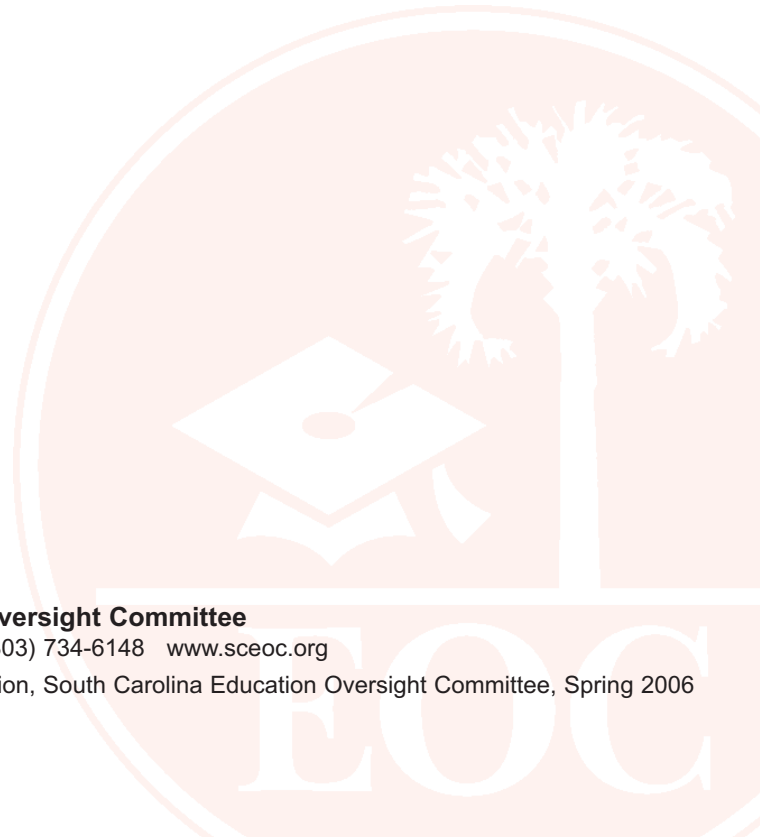 versight Committee
03) 734-6148 www.sceoc.org
ion, South Carolina Education Oversight Committee, Spring 2006
EOC